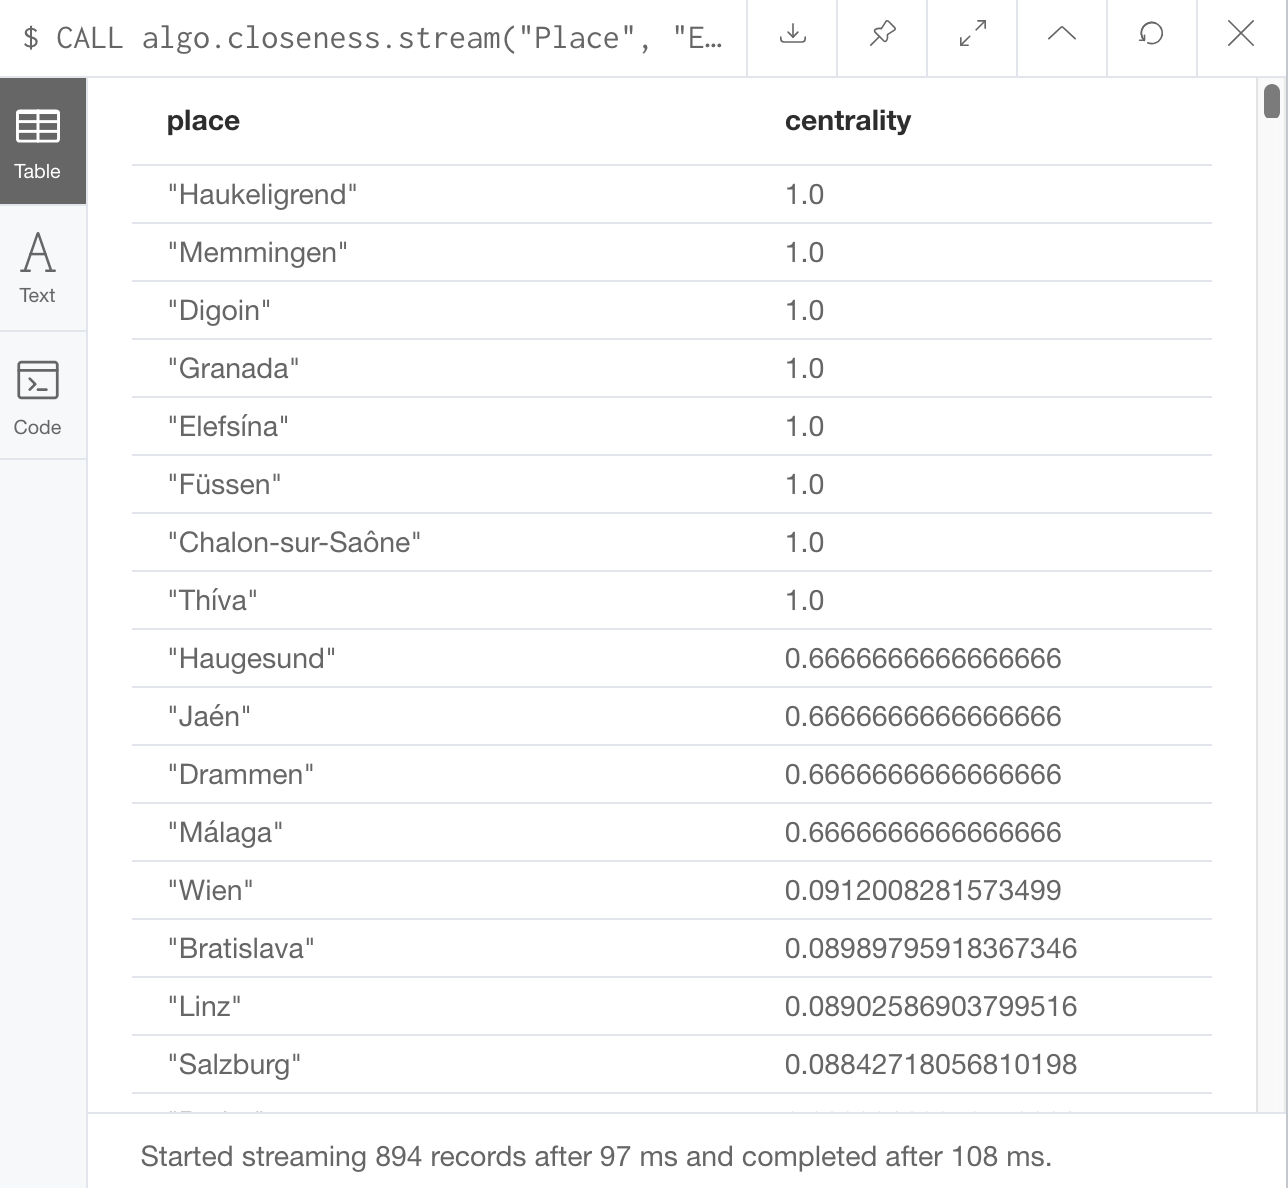 $ CALL algo.closeness.stream("Place", "E…
Table
Text
Code
place centrality
"Haukeligrend" 1.0
"Memmingen" 1.0
"Digoin" 1.0
"Granada" 1.0
"Elefsína" 1.0
"Füssen" 1.0
"Chalon-sur-Saône" 1.0
"Thíva" 1.0
"Haugesund" 0.6666666666666666
"Jaén" 0.6666666666666666
"Drammen" 0.6666666666666666
"Málaga" 0.6666666666666666
"Wien" 0.0912008281573499
"Bratislava" 0.08989795918367346
"Linz" 0.08902586903799516
"Salzburg" 0.08842718056810198
Started streaming 894 records after 97 ms and completed after 108 ms.